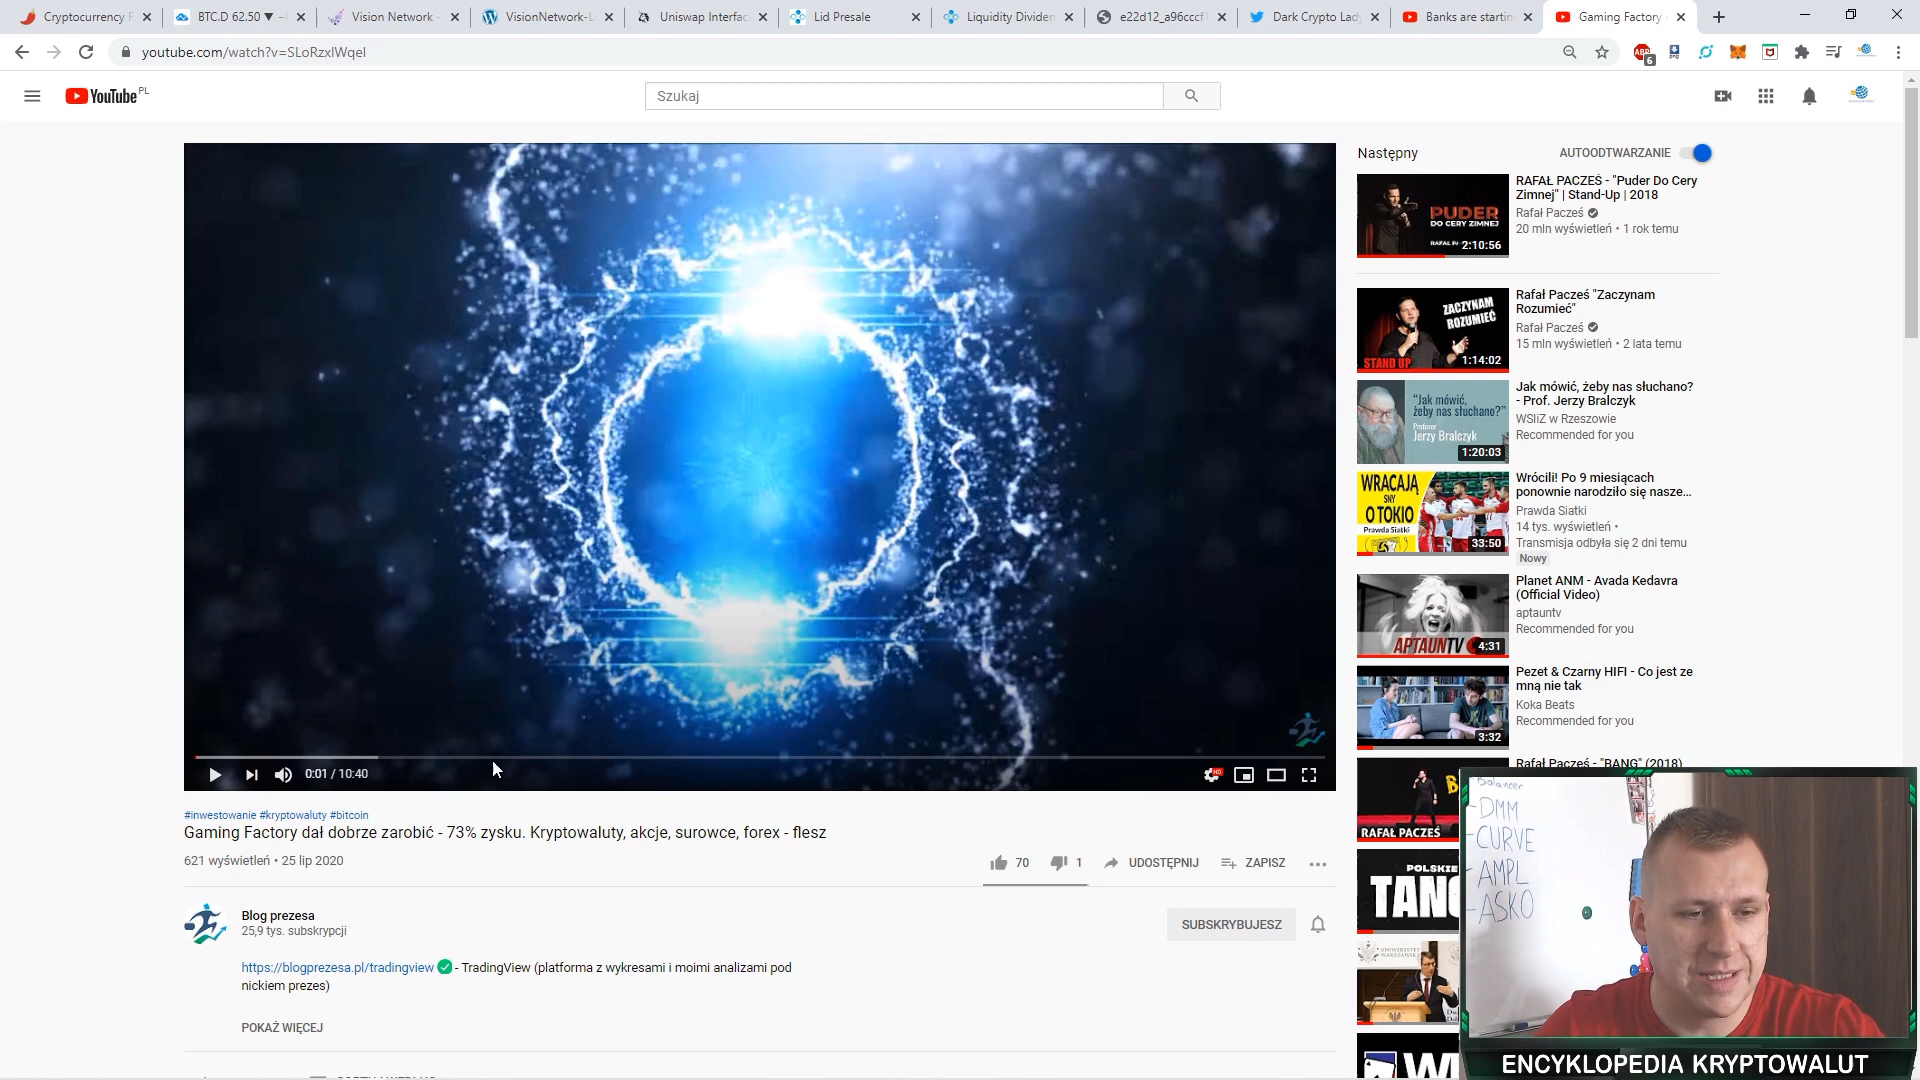 Cryptocurrency P
BTC.D 62.50 ▼ –
Vision Network -
VisionNetwork-L
Uniswap Interfac
Lid Presale
Liquidity Dividen
e22d12_a96cccf1
Dark Crypto Lady
Banks are startin
Gaming Factory
youtube.com/watch?v=SLoRzxIWqeI
YouTube PL
Szukaj
0:01 / 10:40
#inwestowanie #kryptowaluty #bitcoin
Gaming Factory dał dobrze zarobić - 73% zysku. Kryptowaluty, akcje, surowce, forex - flesz
621 wyświetleń • 25 lip 2020
70
1
UDOSTĘPNIJ
ZAPISZ
Blog prezesa
25,9 tys. subskrypcji
SUBSKRYBUJESZ
https://blogprezesa.pl/tradingview ✅ - TradingView (platforma z wykresami i moimi analizami pod
nickiem prezes)
POKAŻ WIĘCEJ
Następny
AUTOODTWARZANIE
PUDER
DO CERY ZIMNEJ
2:10:56
RAFAŁ PACZEŚ - "Puder Do Cery
Zimnej" | Stand-Up | 2018
Rafał Pacześ
20 mln wyświetleń • 1 rok temu
ZACZYNAM
ROZUMIEĆ
STAND UP
1:14:02
Rafał Pacześ "Zaczynam
Rozumieć"
Rafał Pacześ
15 mln wyświetleń • 2 lata temu
"Jak mówić,
żeby nas słuchano?"
Profesor
Jerzy Bralczyk
1:20:03
Jak mówić, żeby nas słuchano?
- Prof. Jerzy Bralczyk
WSIiZ w Rzeszowie
Recommended for you
WRACAJĄ
SNY
O TOKIO
Prawda Siatki
33:50
Wrócili! Po 9 miesiącach
ponownie narodziło się nasze...
Prawda Siatki
14 tys. wyświetleń •
Transmisja odbyła się 2 dni temu
Nowy
APTAUNTV
4:31
Planet ANM - Avada Kedavra
(Official Video)
aptauntv
Recommended for you
3:32
Pezet & Czarny HIFI - Co jest ze
mną nie tak
Koka Beats
Recommended for you
RAFAŁ PACZEŚ
Rafał Pacześ - "BANG" (2018)
POLSKIE
TANG
Balancer
- DMM
- CURVE
- AMPL
- ASKO
ENCYKLOPEDIA KRYPTOWALUT